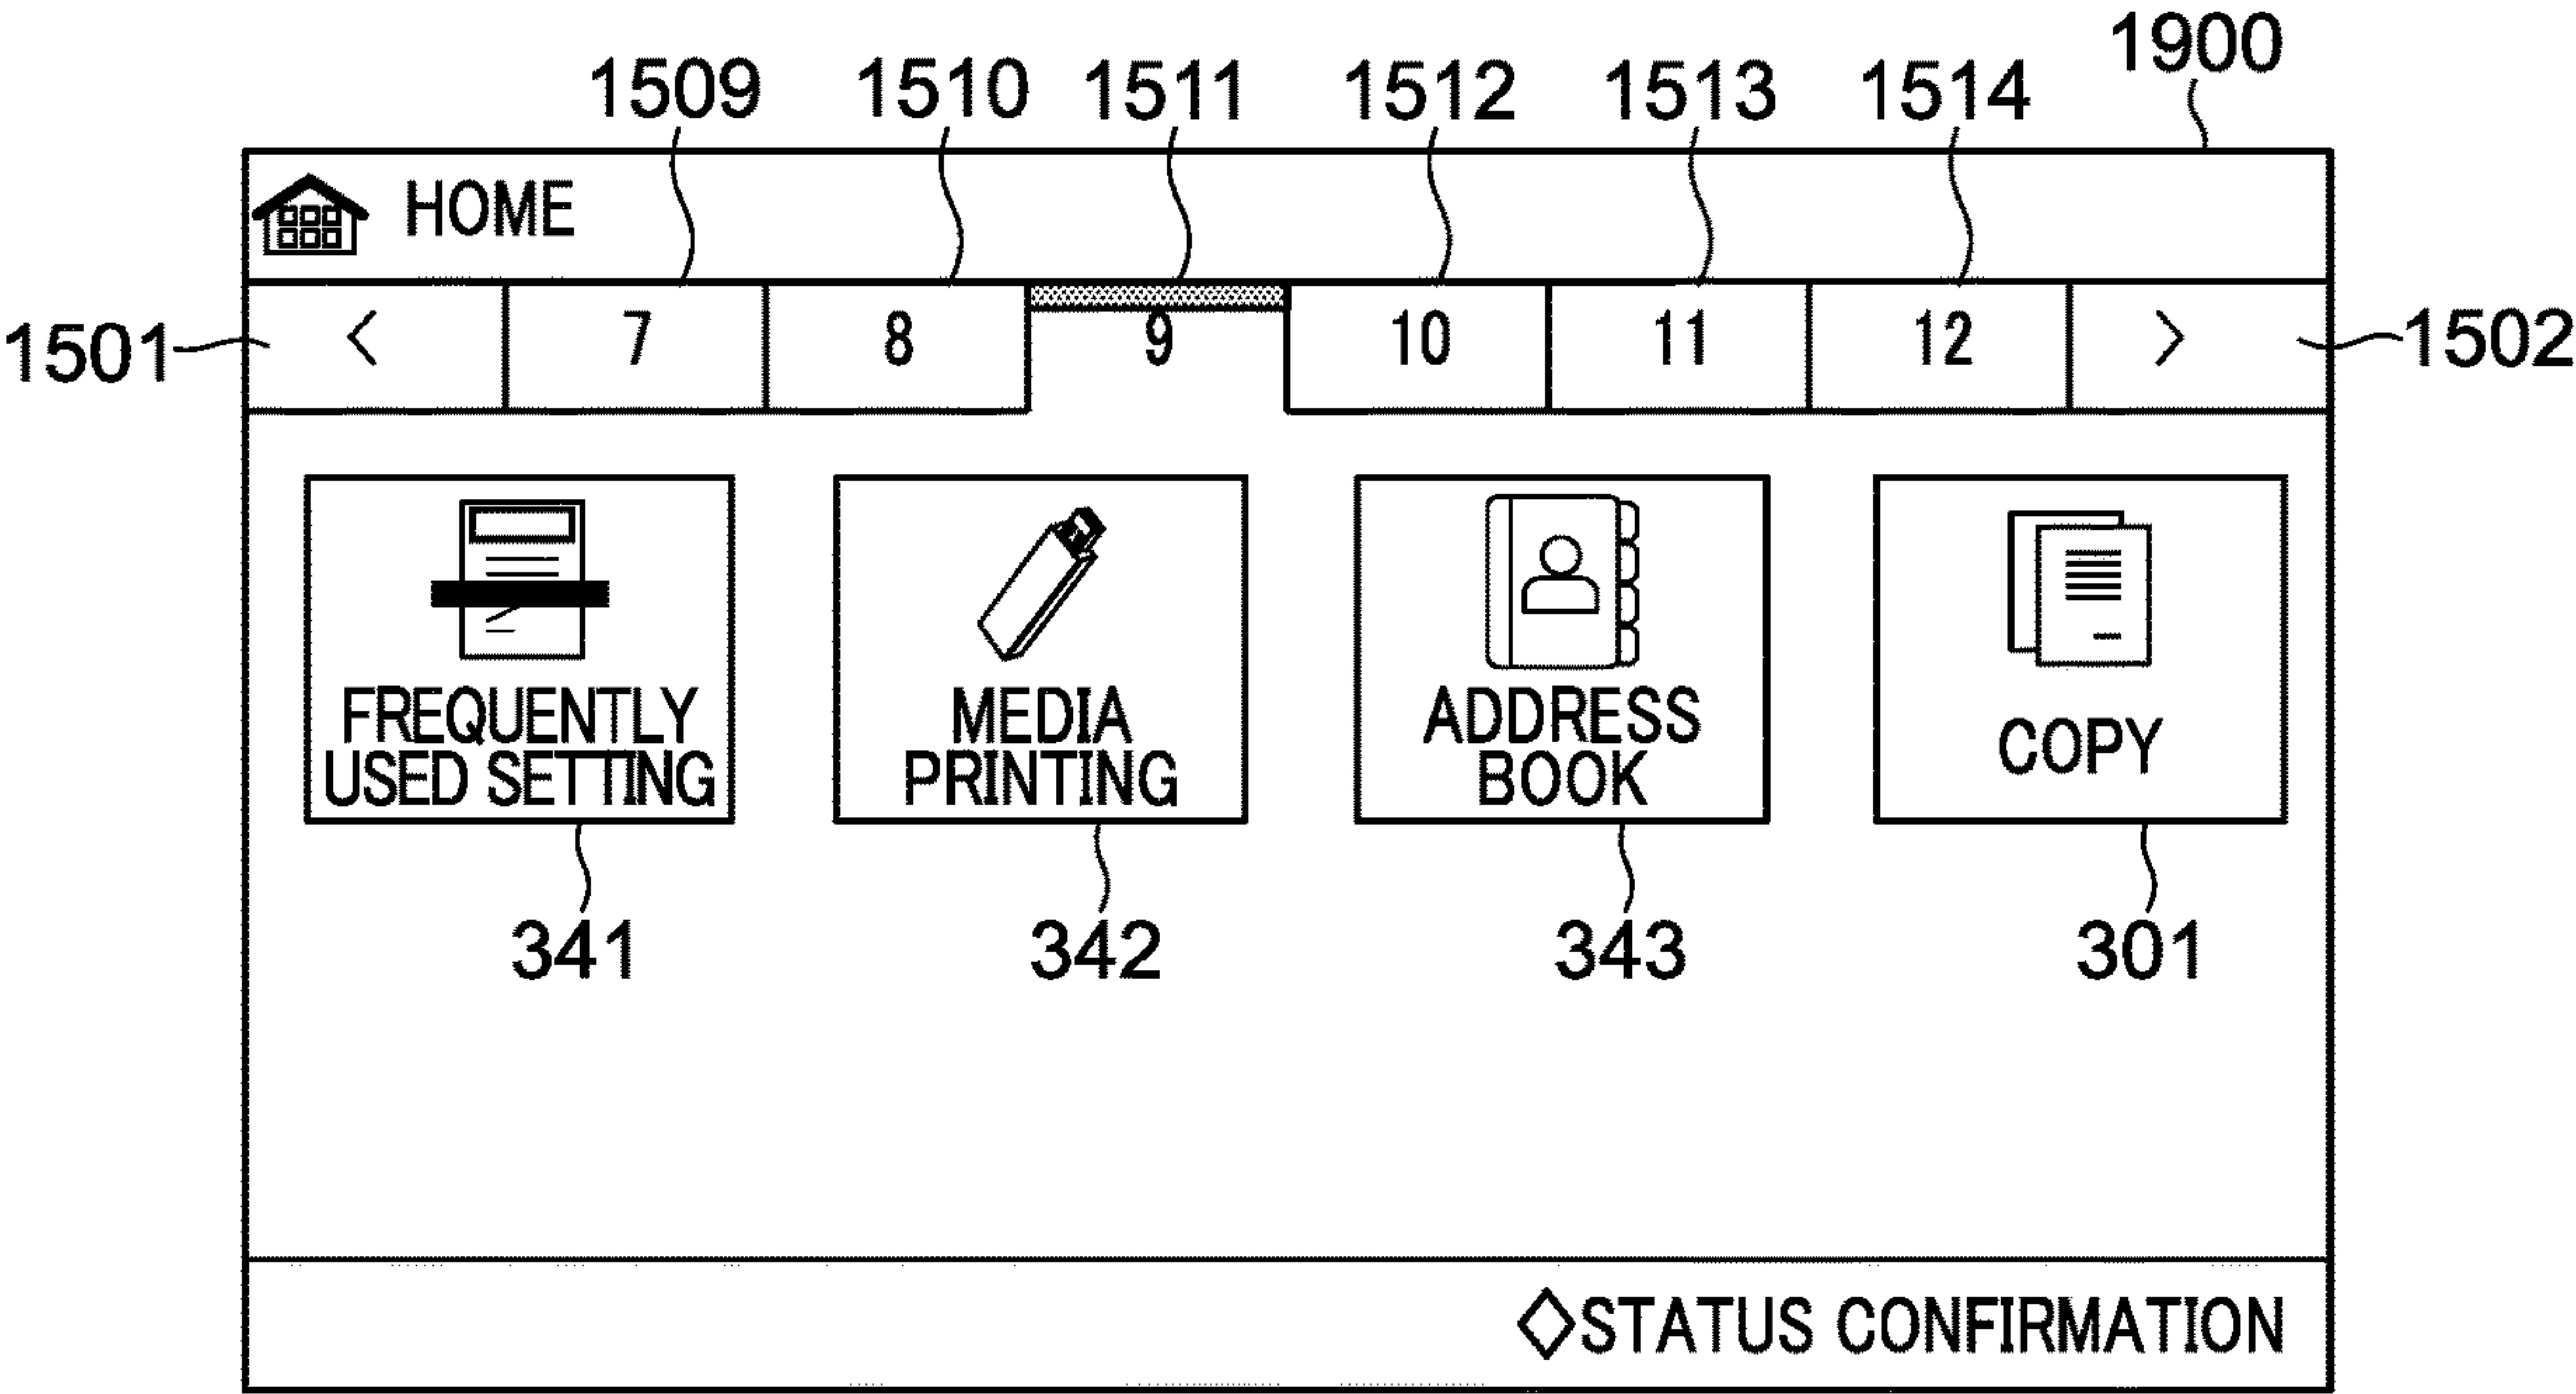 1900
1509 1510 1511 1512 1513 1514
HOME
1501 < 7 8 9 10 11 12 > 1502
FREQUENTLY
USED SETTING
MEDIA
PRINTING
ADDRESS
BOOK
COPY
341 342 343 301
◇STATUS CONFIRMATION